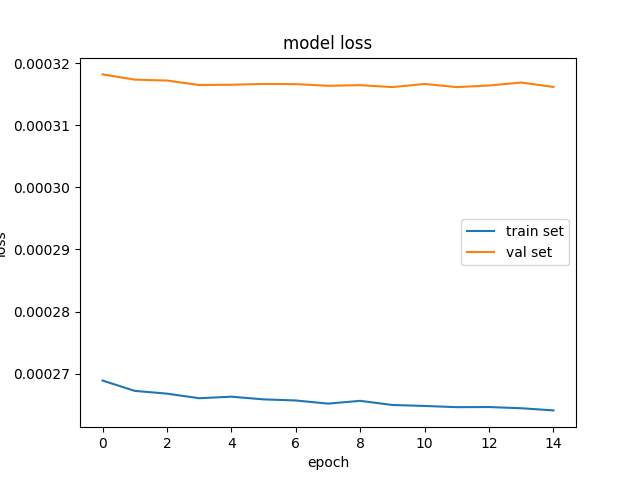 model loss
0.00032
0.00031
0.00030
0.00029
0.00028
0.00027
loss
train set
val set
0 2 4 6 8 10 12 14
epoch